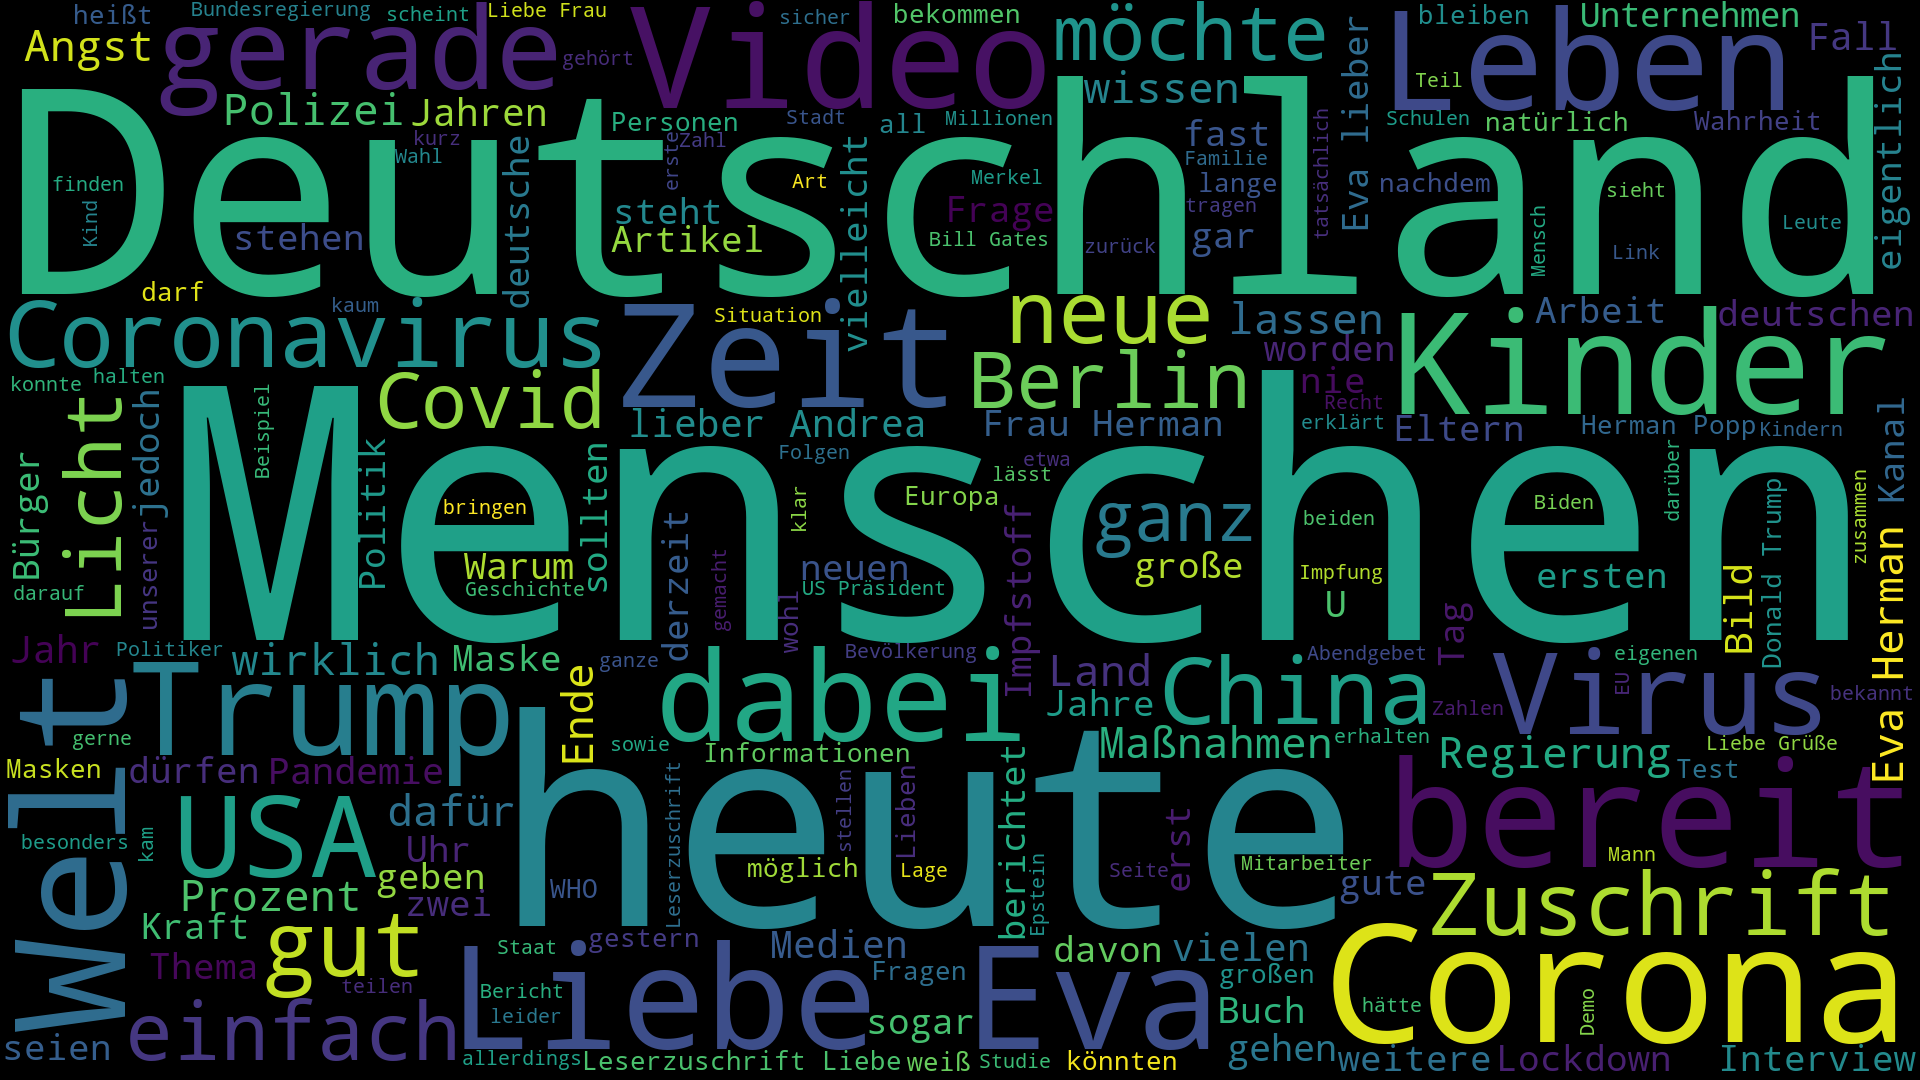 heißt
Bundesregierung
scheint
Liebe Frau
sicher
bekommen
möchte
bleiben
Unternehmen
Fall
Angst
gerade
gehört
Video
wissen
Eva lieber
Teil
Leben
eigentlich
Polizei
Jahren
kurz
Wahl
deutsche
Personen
erste
Zahl
Stadt
all
Millionen
fast
Familie
tatsächlich
Schulen
natürlich
Wahrheit
Deutschland
finden
Kind
stehen
steht
Artikel
Art
vielleicht
Merkel
Frage
Bill Gates
zurück
lange
tragen
gar
nachdem
Mensch
sieht
Link
Leute
darf
kaum
Coronavirus
Situation
Zeit
neue
lassen
Arbeit
deutschen
konnte
halten
Covid
Berlin
worden
nie
Recht
Kinder
Licht
jedoch
Beispiel
Politik
lieber Andrea
Folgen
Frau Herman
etwa
erklärt
Eltern
Herman Popp
Kindern
Kanal
Bürger
darauf
unserer
Menschen
bringen
sollten
klar
Europa
lässt
ganz
beiden
Biden
darüber
Donald Trump
zusammen
Warum
Geschichte
derzeit
gemacht
neuen
US Präsident
wohl
Impfstoff
große
Impfung
U
ersten
Bild
Eva Herman
Jahr
Politiker
wirklich
Maske
Ende
ganze
Bevölkerung
Land
Abendgebet
Tag
eigenen
EU
bekannt
Welt
gerne
Trump
dabei
Jahre
China
Zahlen
Virus
Masken
dürfen
Pandemie
sowie
Informationen
Maßnahmen
erhalten
Regierung
Liebe Grüße
Test
besonders
kam
USA
dafür
Uhr
heute
Leserzuschrift
stellen
Lieben
berichtet
Epstein
erst
bereit
Prozent
geben
zwei
WHO
möglich
Lage
Seite
Mitarbeiter
gute
Mann
Zuschrift
Kraft
gut
Thema
teilen
Staat
gestern
Medien
Fragen
davon
vielen
großen
Corona
Bericht
leider
Liebe
Eva
Buch
hätte
Demo
seien
einfach
allerdings
Leserzuschrift Liebe
sogar
weiß
Studie
könnten
gehen
weitere
Lockdown
Interview